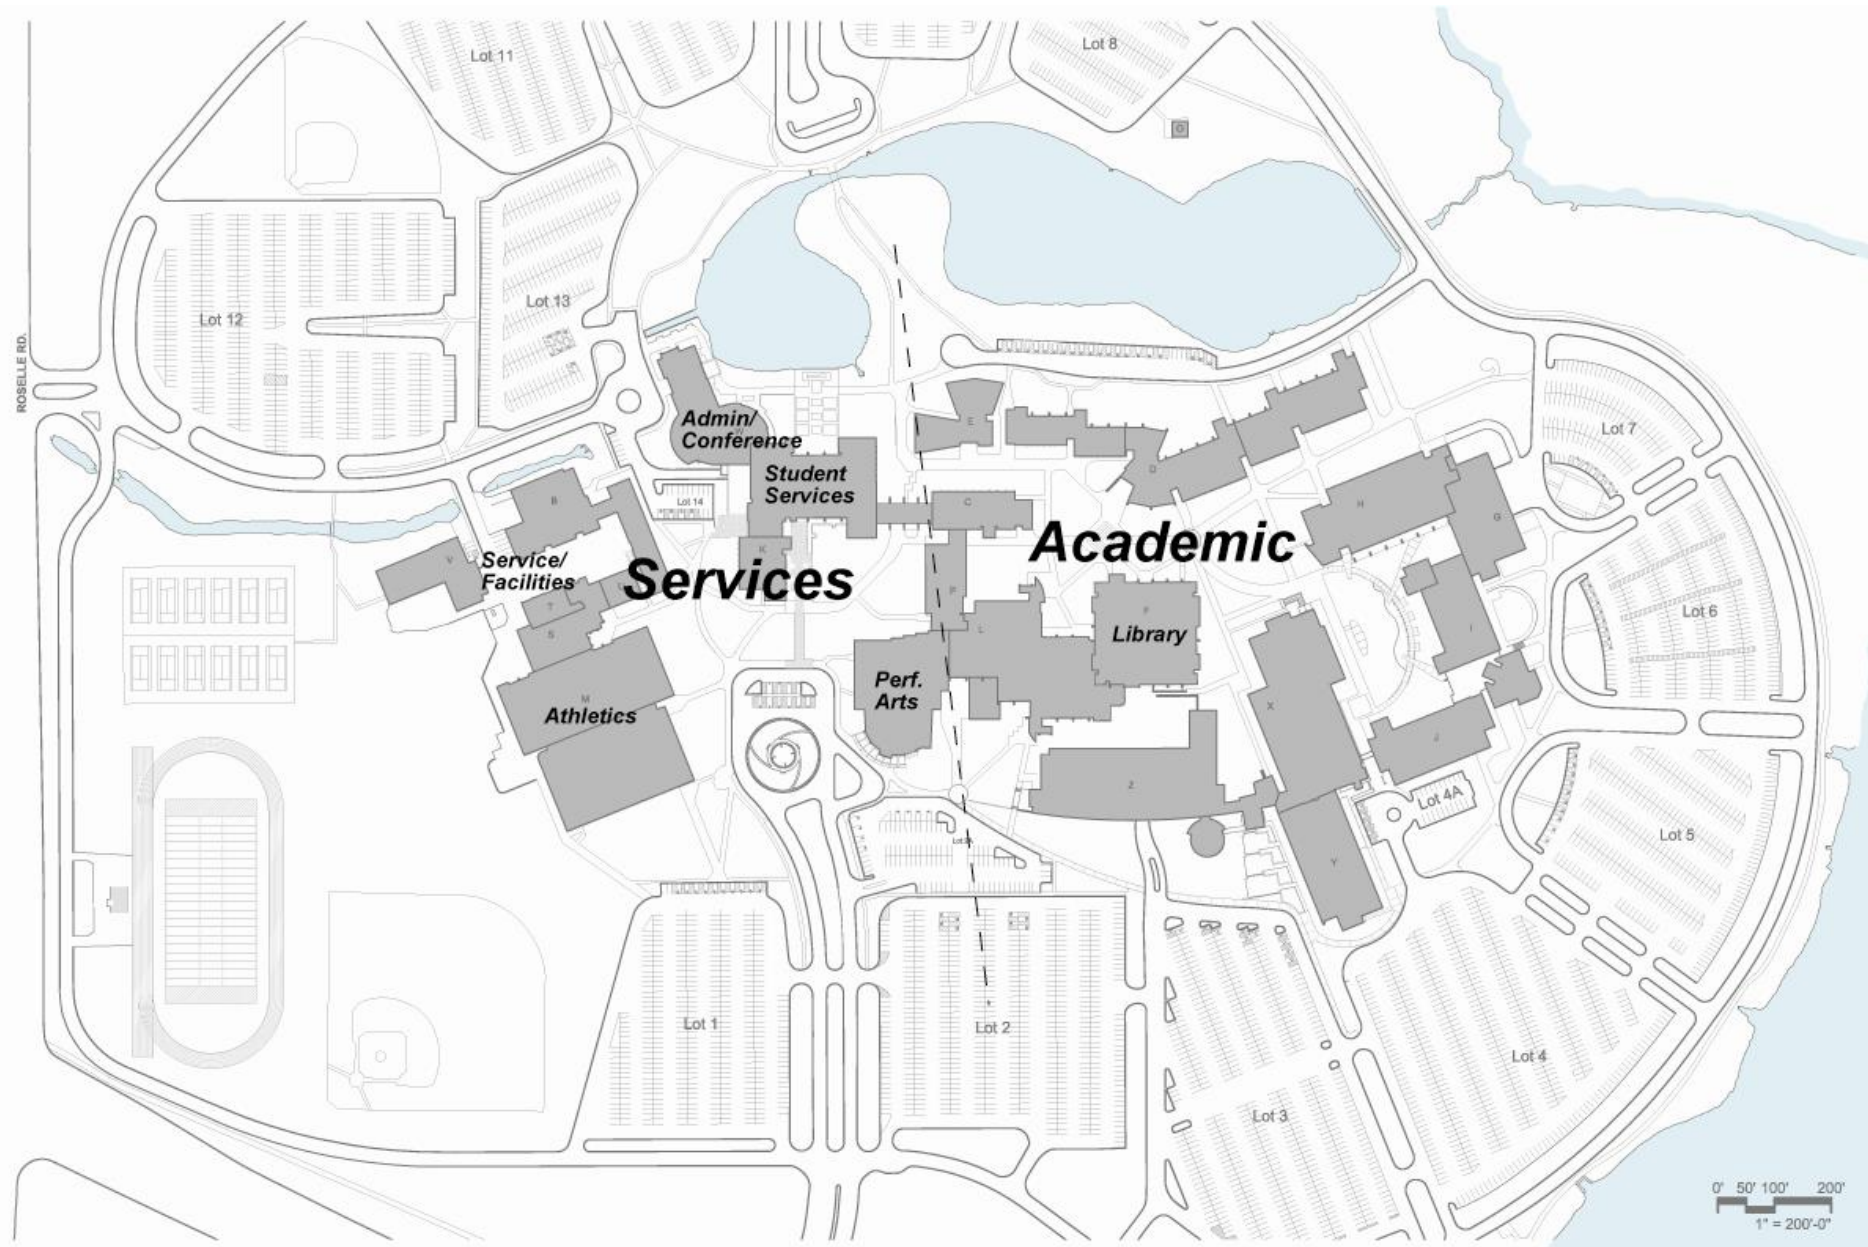 Lot 11
Lot 8
O
Lot 12
Lot 13
ROSELLE RD.
Admin/
Conference
W
E
Lot 7
Student
Services
D
B
Lot 14
C
H
G
Academic
V
Service/
Facilities
K
Services
T
U
P
F
Lot 6
S
L
Library
I
Perf.
Arts
M
Athletics
X
J
Z
Lot 4A
Lot 5
Y
Lot 1
Lot 2
Lot 4
Lot 3
0' 50' 100' 200'
1" = 200'-0"